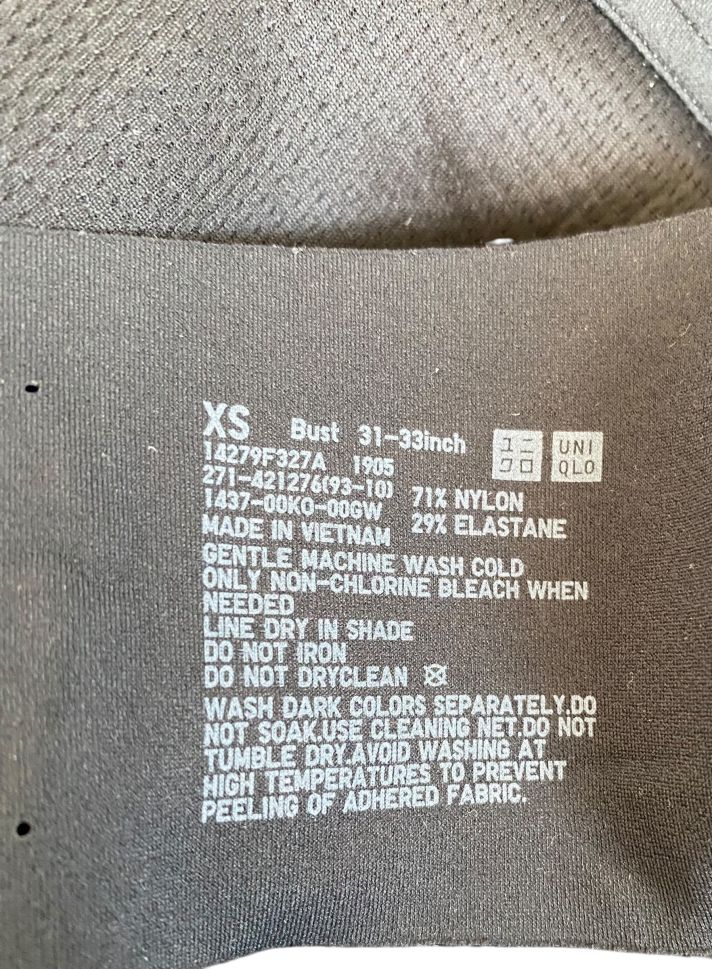 XS Bust 31-33inch
ユニ
クロ
UNI
QLO
14279F327A 1905
271-421276(93-10)
1437-00KO-00GW
71% NYLON
29% ELASTANE
MADE IN VIETNAM
GENTLE MACHINE WASH COLD
ONLY NON-CHLORINE BLEACH WHEN
NEEDED
LINE DRY IN SHADE
DO NOT IRON
DO NOT DRYCLEAN
WASH DARK COLORS SEPARATELY.DO
NOT SOAK.USE CLEANING NET.DO NOT
TUMBLE DRY.AVOID WASHING AT
HIGH TEMPERATURES TO PREVENT
PEELING OF ADHERED FABRIC.